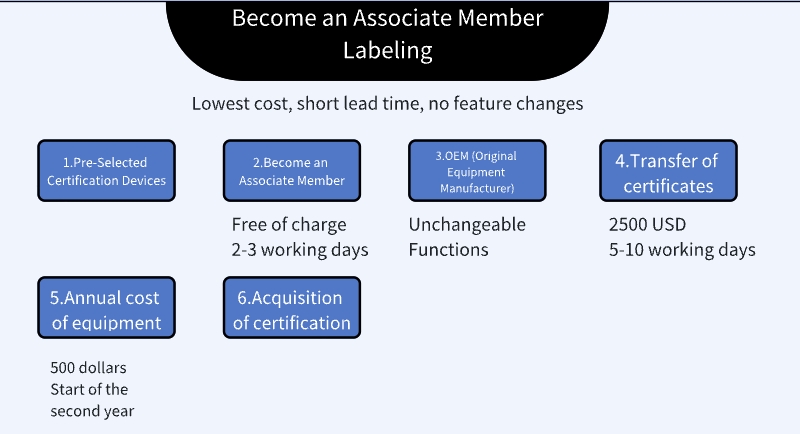 Become an Associate Member
Labeling
Lowest cost, short lead time, no feature changes
1.Pre-Selected
Certification Devices
2.Become an
Associate Member
3.OEM (Original
Equipment
Manufacturer)
4.Transfer of
certificates
Free of charge
2-3 working days
Unchangeable
Functions
2500 USD
5-10 working days
5.Annual cost
of equipment
6.Acquisition
of certification
500 dollars
Start of the
second year